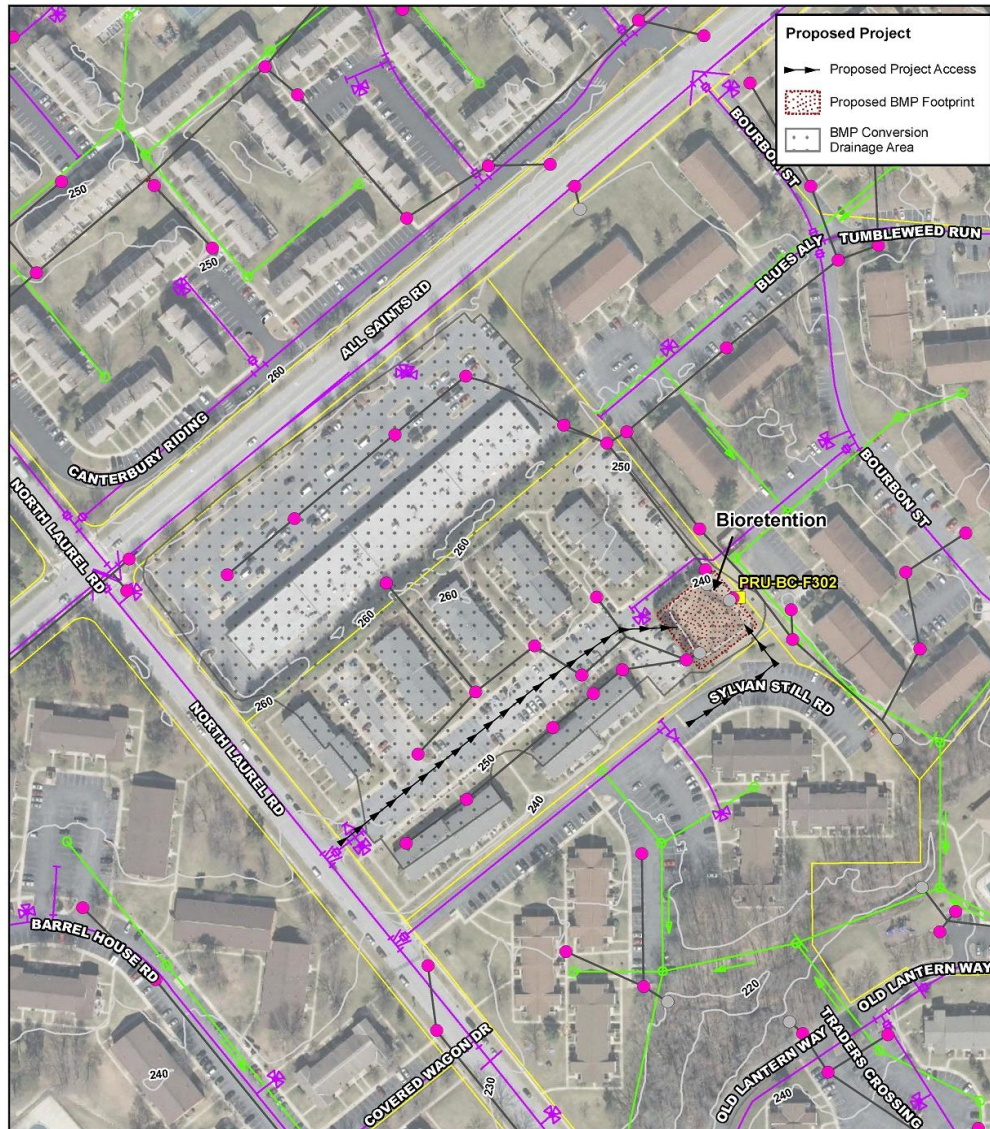 Proposed Project
Proposed Project Access
Proposed BMP Footprint
BMP Conversion
Drainage Area
BOURBON ST
TUMBLEWEED RUN
BLUES ALY
250
250
ALL SAINTS RD
260
CANTERBURY RIDING
NORTH LAUREL RD
250
BOURBON ST
Bioretention
260
240
PRU-BC-F302
260
260
260
SYLVAN STILL RD
NORTH LAUREL RD
250
240
BARREL HOUSE RD
OLD LANTERN WAY
220
TRADERS CROSSING
OLD LANTERN WAY
COVERED WAGON DR
240
230
240